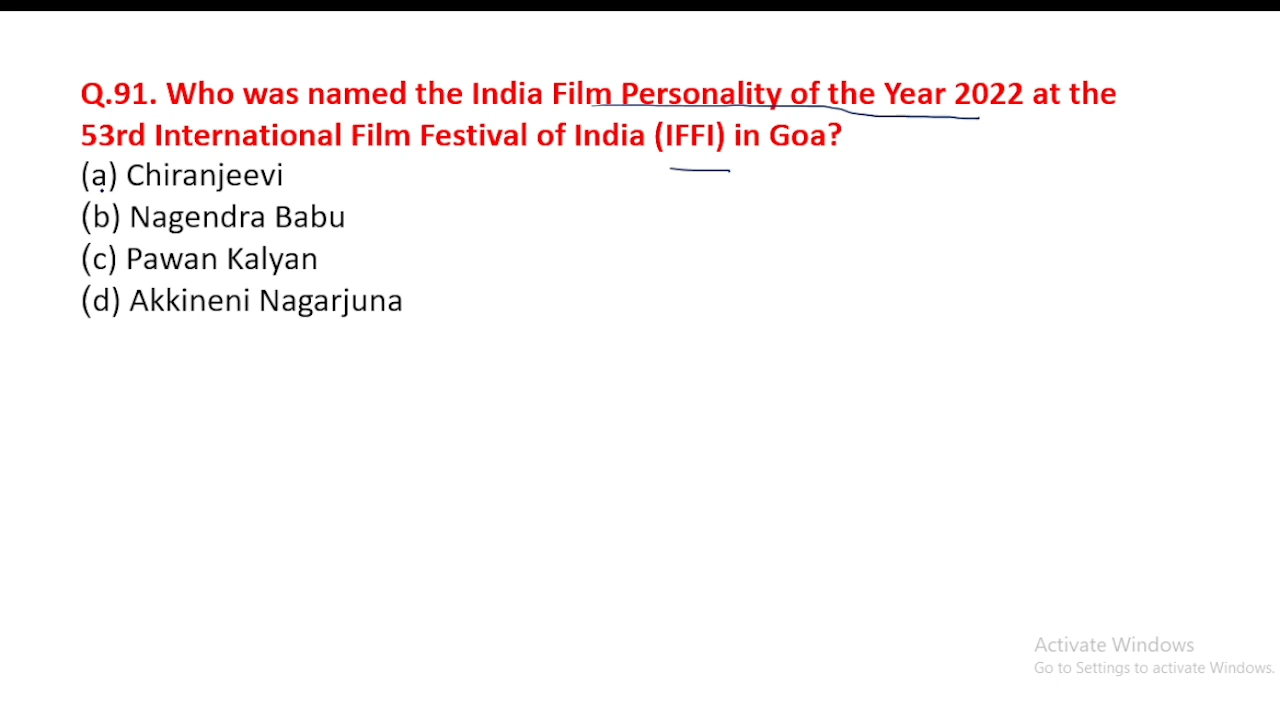 Q.91. Who was named the India Film Personality of the Year 2022 at the
53rd International Film Festival of India (IFFI) in Goa?
(a) Chiranjeevi
(b) Nagendra Babu
(c) Pawan Kalyan
(d) Akkineni Nagarjuna
Activate Windows
Go to Settings to activate Windows.